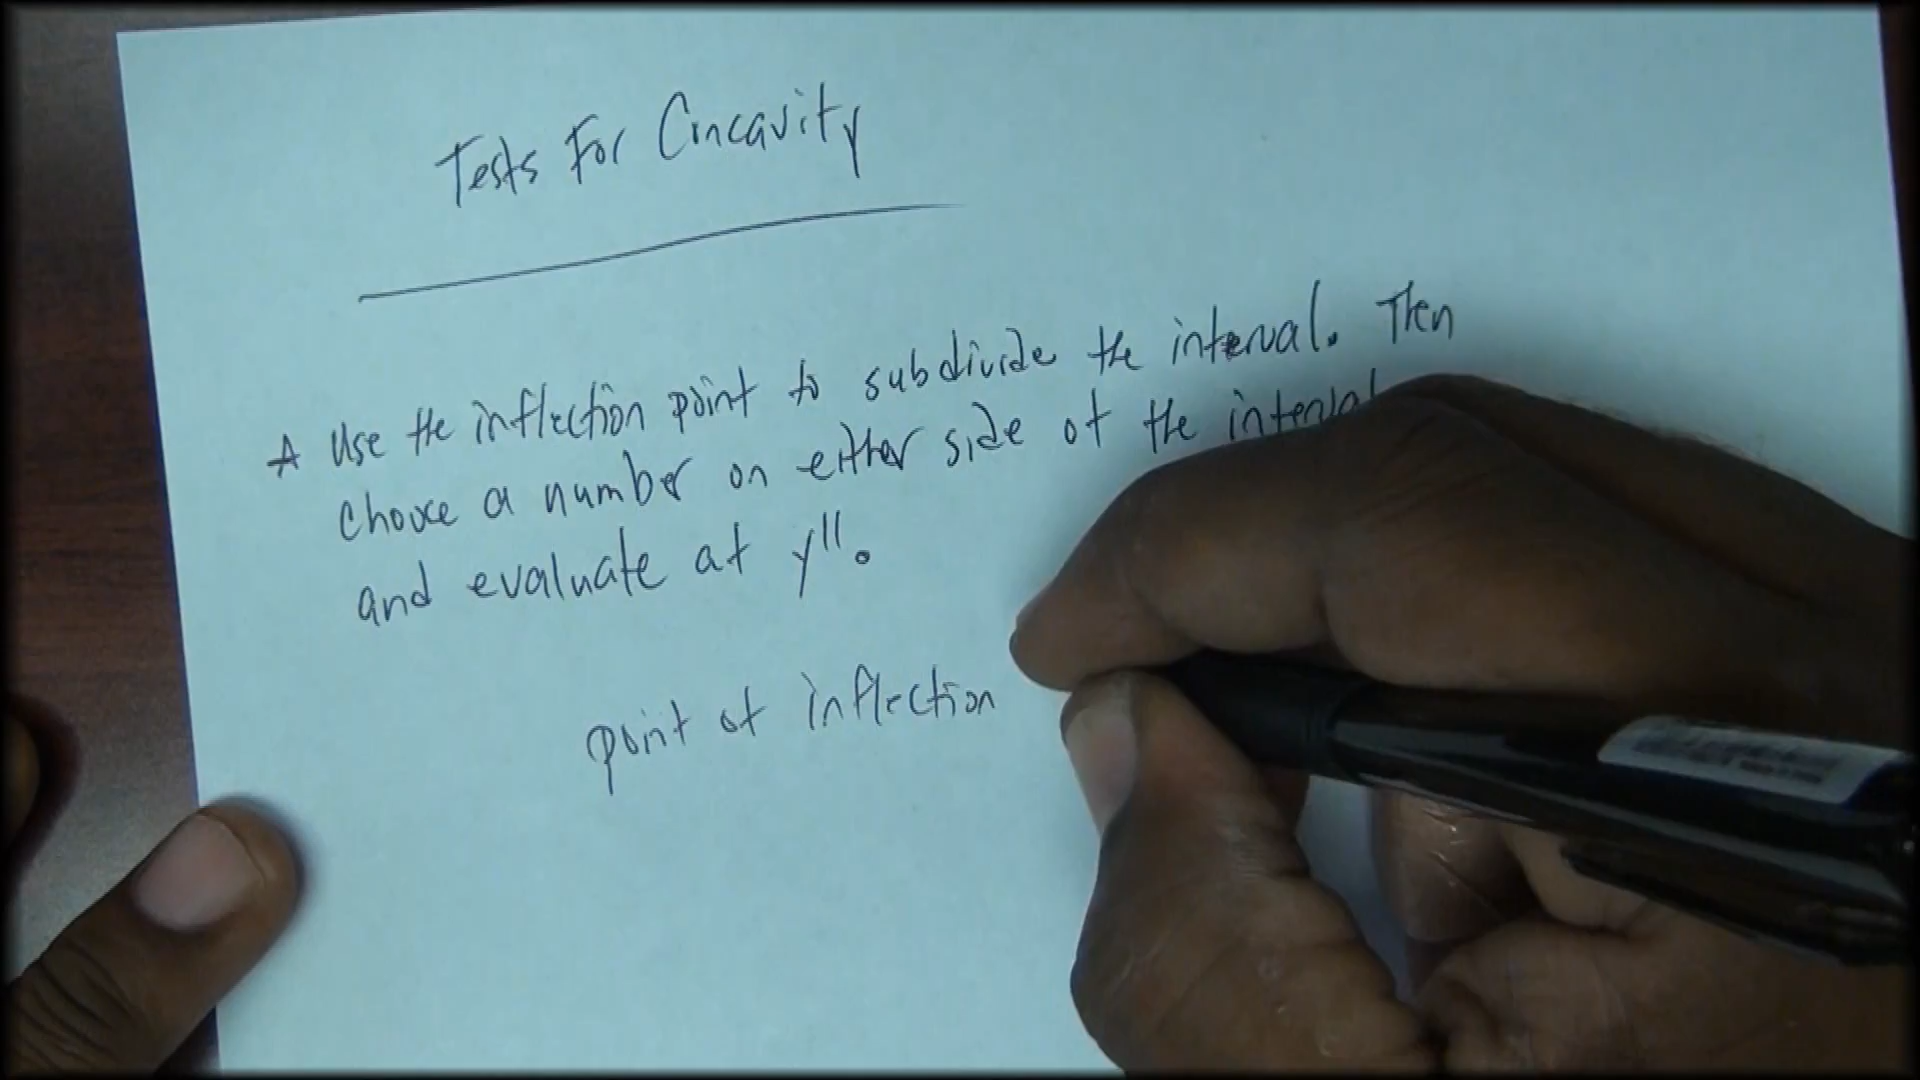 Tests For Concavity
* Use the inflection point to subdivide the interval. Then
choose a number on either side of the interval
and evaluate at y''.
point of inflection